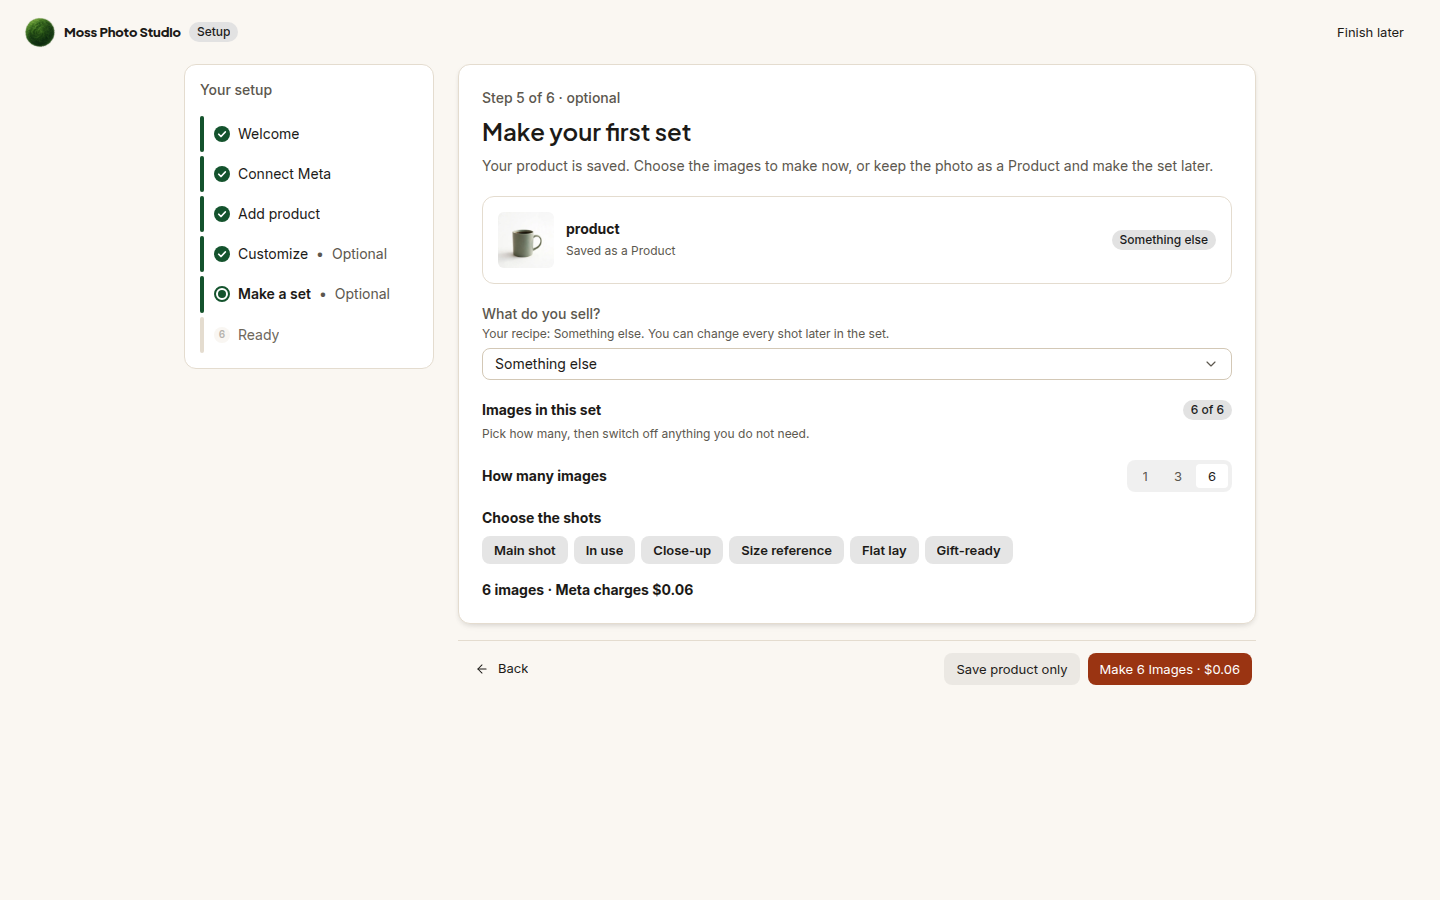 Moss Photo Studio
Setup
Finish later
Your setup
Welcome
Connect Meta
Add product
Customize • Optional
Make a set • Optional
6 Ready
Step 5 of 6 · optional
Make your first set
Your product is saved. Choose the images to make now, or keep the photo as a Product and make the set later.
product
Saved as a Product
Something else
What do you sell?
Your recipe: Something else. You can change every shot later in the set.
Something else
Images in this set
6 of 6
Pick how many, then switch off anything you do not need.
How many images
1 3 6
Choose the shots
Main shot In use Close-up Size reference Flat lay Gift-ready
6 images · Meta charges $0.06
Back
Save product only
Make 6 Images · $0.06